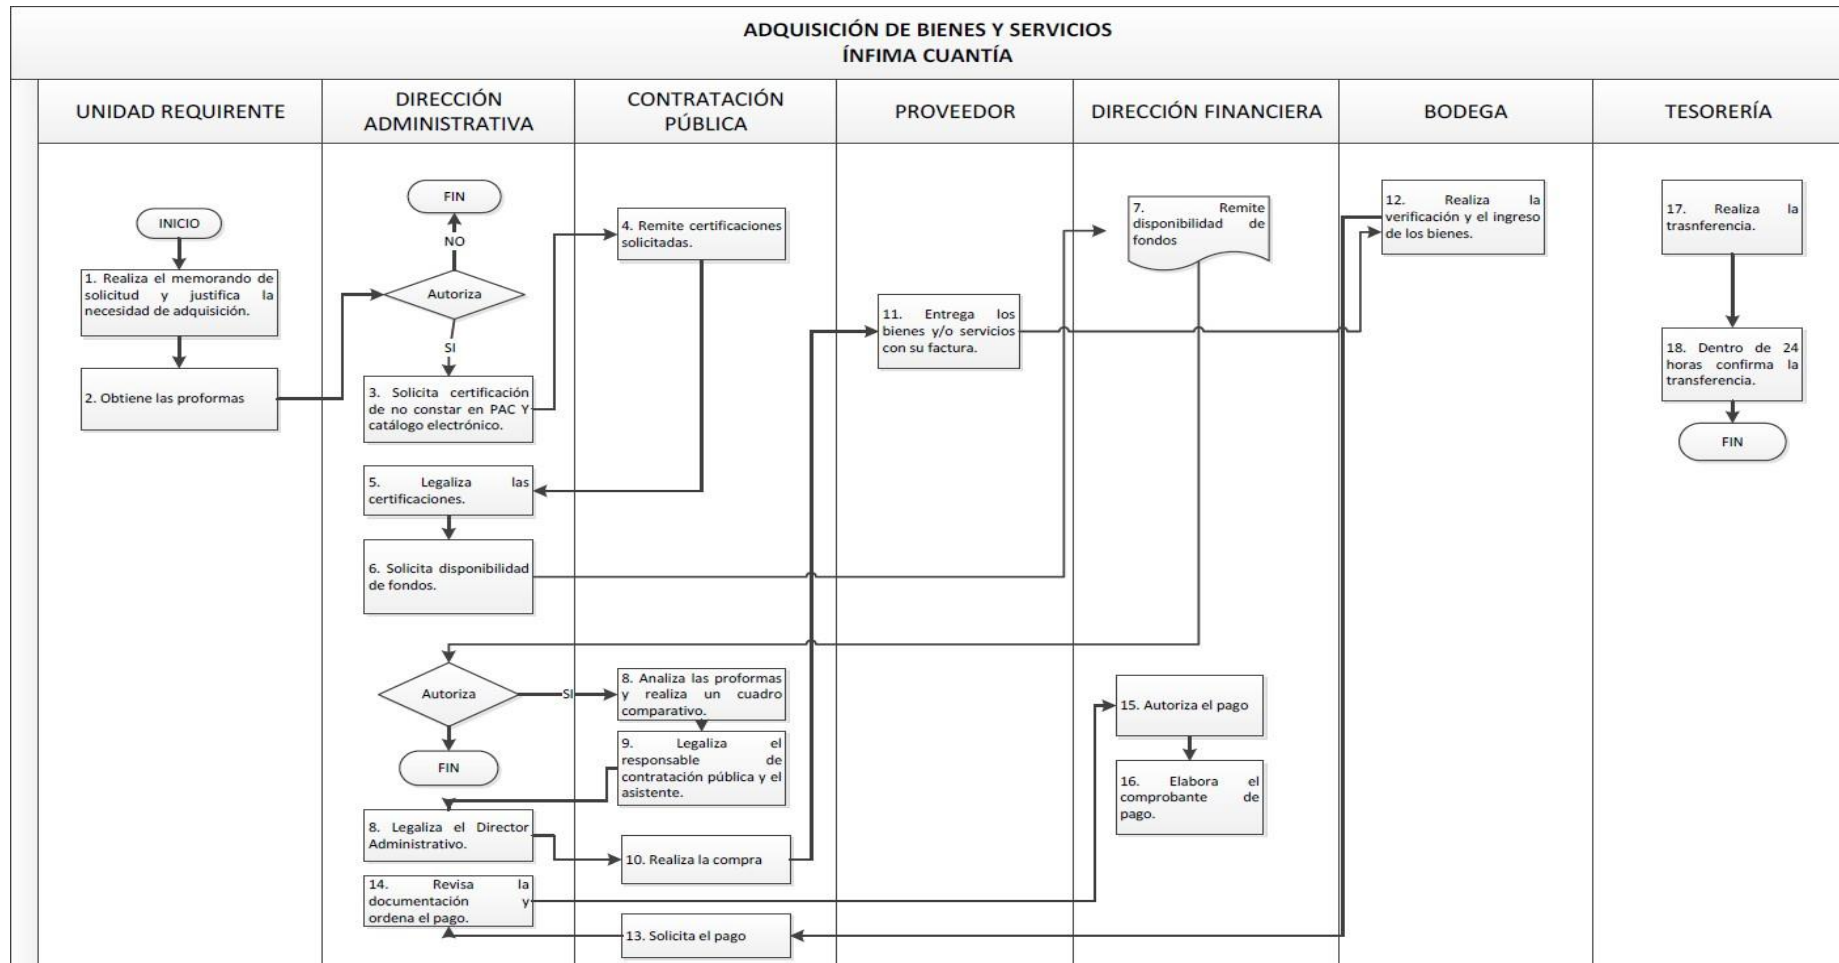 ADQUISICIÓN DE BIENES Y SERVICIOS
ÍNFIMA CUANTÍA
UNIDAD REQUIRENTE
DIRECCIÓN
ADMINISTRATIVA
CONTRATACIÓN
PÚBLICA
PROVEEDOR
DIRECCIÓN FINANCIERA
BODEGA
TESORERÍA
INICIO
1. Realiza el memorando de
solicitud y justifica la
necesidad de adquisición.
2. Obtiene las proformas
FIN
NO
Autoriza
SI
3. Solicita certificación
de no constar en PAC Y
catálogo electrónico.
4. Remite certificaciones
solicitadas.
5. Legaliza las
certificaciones.
6. Solicita disponibilidad
de fondos.
7. Remite
disponibilidad de
fondos
Autoriza
SI
FIN
8. Analiza las proformas
y realiza un cuadro
comparativo.
9. Legaliza el
responsable de
contratación pública y el
asistente.
8. Legaliza el Director
Administrativo.
10. Realiza la compra
11. Entrega los
bienes y/o servicios
con su factura.
12. Realiza la
verificación y el ingreso
de los bienes.
13. Solicita el pago
14. Revisa la
documentación y
ordena el pago.
15. Autoriza el pago
16. Elabora el
comprobante de
pago.
17. Realiza la
trasnferencia.
18. Dentro de 24
horas confirma la
transferencia.
FIN